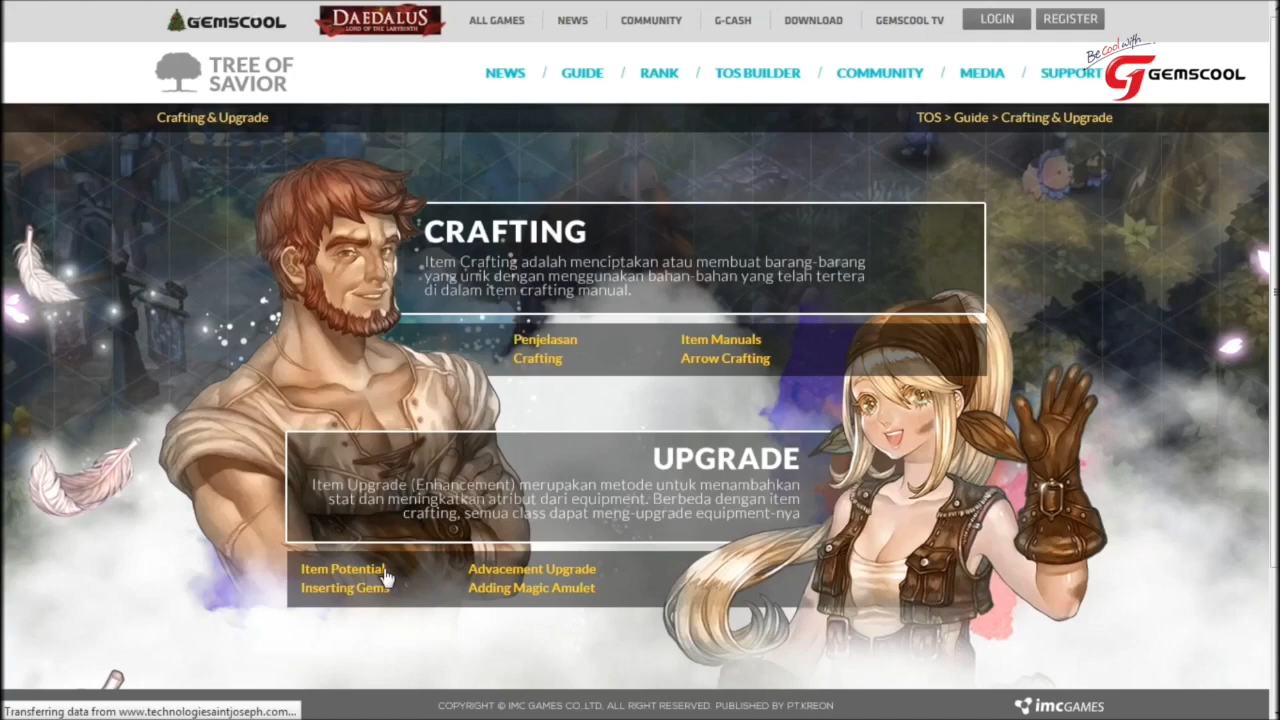 GEMSCOOL
DAEDALUS
LORD OF THE LABYRINTH
ALL GAMES
NEWS
COMMUNITY
G-CASH
DOWNLOAD
GEMSCOOL TV
LOGIN
REGISTER
Be cool with
GEMSCOOL
TREE OF
SAVIOR
NEWS / GUIDE / RANK / TOS BUILDER / COMMUNITY / MEDIA / SUPPORT
Crafting & Upgrade
TOS > Guide > Crafting & Upgrade
CRAFTING
Item Crafting adalah menciptakan atau membuat barang-barang
yang unik dengan menggunakan bahan-bahan yang telah tertera
di dalam item crafting manual.
Penjelasan
Item Manuals
Crafting
Arrow Crafting
UPGRADE
Item Upgrade (Enhancement) merupakan metode untuk menambahkan
stat dan meningkatkan atribut dari equipment. Berbeda dengan item
crafting, semua class dapat meng-upgrade equipment-nya
Item Potential
Advacement Upgrade
Inserting Gems
Adding Magic Amulet
Transferring data from www.technologiesaintjoseph.com...
COPYRIGHT © IMC GAMES CO.,LTD, ALL RIGHT RESERVED. PUBLISHED BY PT.KREON
imcGAMES